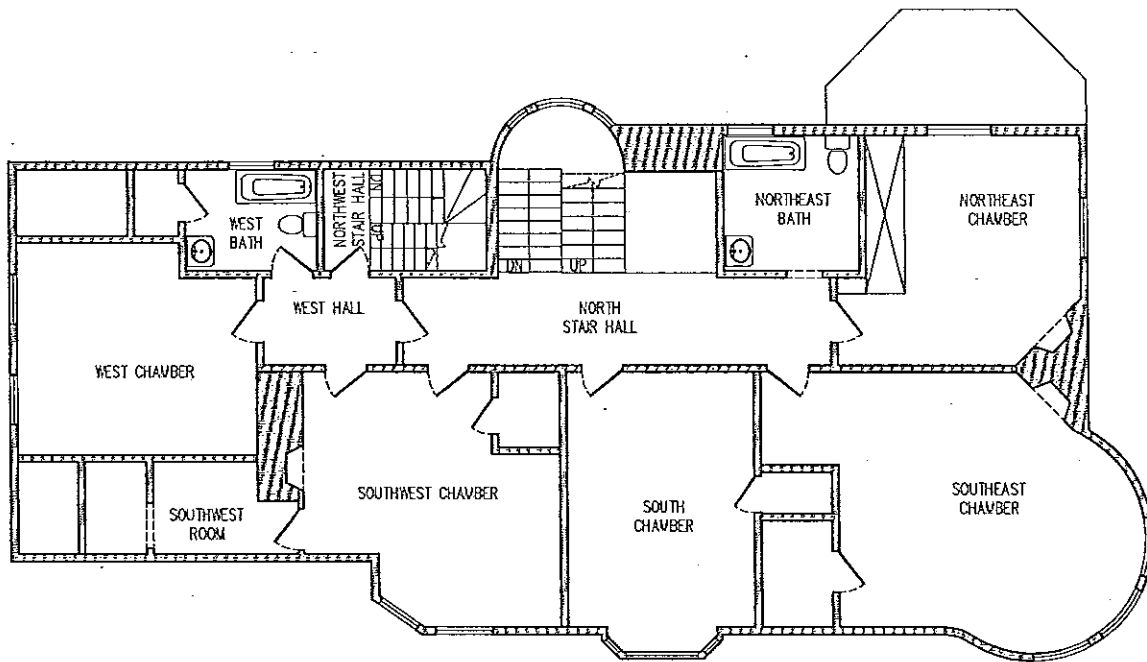 NORTHWEST
STAIR HALL
DN
UP
WEST
BATH
DN
UP
NORTHEAST
BATH
NORTHEAST
CHAMBER
WEST HALL
NORTH
STAIR HALL
WEST CHAMBER
SOUTHWEST CHAMBER
SOUTHWEST
ROOM
SOUTH
CHAMBER
SOUTHEAST
CHAMBER